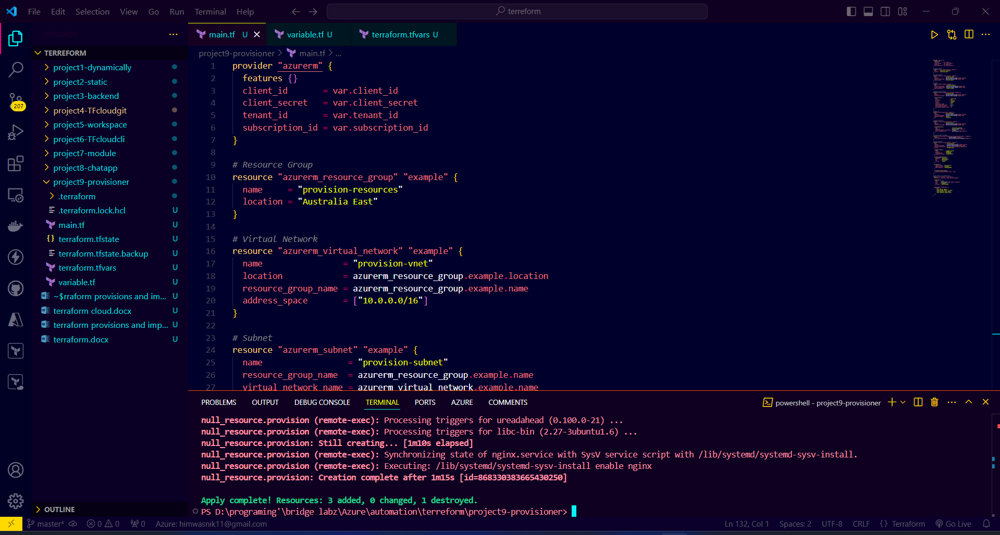 File Edit Selection View Go Run Terminal Help
terreform
EXPLORER
TERREFORM
project1-dynamically
project2-static
project3-backend
project4-TFcloudgit
project5-workspace
project6-TFcloudcli
project7-module
project8-chatapp
project9-provisioner
.terraform
.terraform.lock.hcl U
main.tf U
terraform.tfstate U
terraform.tfstate.backup U
terraform.tfvars U
variable.tf U
~$rraform provisions and im... U
terraform cloud.docx U
terraform provisions and imp... U
terraform.docx U
OUTLINE
207
main.tf U
variable.tf U
terraform.tfvars U
project9-provisioner > main.tf > ...
1 provider "azurerm" {
2 features {}
3 client_id = var.client_id
4 client_secret = var.client_secret
5 tenant_id = var.tenant_id
6 subscription_id = var.subscription_id
7 }
8
9 # Resource Group
10 resource "azurerm_resource_group" "example" {
11 name = "provision-resources"
12 location = "Australia East"
13 }
14
15 # Virtual Network
16 resource "azurerm_virtual_network" "example" {
17 name = "provision-vnet"
18 location = azurerm_resource_group.example.location
19 resource_group_name = azurerm_resource_group.example.name
20 address_space = ["10.0.0.0/16"]
21 }
22
23 # Subnet
24 resource "azurerm_subnet" "example" {
25 name = "provision-subnet"
26 resource_group_name = azurerm_resource_group.example.name
27 virtual_network_name = azurerm_virtual_network.example.name
PROBLEMS OUTPUT DEBUG CONSOLE TERMINAL PORTS AZURE COMMENTS
powershell - project9-provisioner
null_resource.provision (remote-exec): Processing triggers for ureadahead (0.100.0-21) ...
null_resource.provision (remote-exec): Processing triggers for libc-bin (2.27-3ubuntu1.6) ...
null_resource.provision: Still creating... [1m10s elapsed]
null_resource.provision (remote-exec): Synchronizing state of nginx.service with SysV service script with /lib/systemd/systemd-sysv-install.
null_resource.provision (remote-exec): Executing: /lib/systemd/systemd-sysv-install enable nginx
null_resource.provision: Creation complete after 1m15s [id=868330383665430250]
Apply complete! Resources: 3 added, 0 changed, 1 destroyed.
PS D:\programing'\bridge labz\Azure\automation\terreform\project9-provisioner>
master* 0 0 0 Azure: himwasnik11@gmail.com
Ln 132, Col 1 Spaces: 2 UTF-8 CRLF {} Terraform Go Live